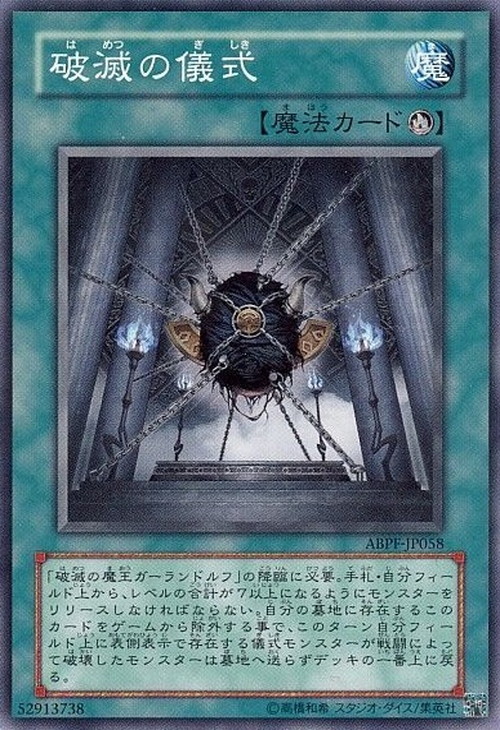 破滅の儀式
魔
【魔法カード】
ABPF-JP058
「破滅の魔王ガーランドルフ」の降臨に必要。手札・自分フィー
ルド上から、レベルの合計が7以上になるようにモンスターを
リリースしなければならない。自分の墓地に存在するこの
カードをゲームから除外する事で、このターン自分フィー
ルド上に表側表示で存在する儀式モンスターが戦闘によっ
て破壊したモンスターは墓地へ送らずデッキの一番上に戻
る。
52913738
©高橋和希 スタジオ・ダイス/集英社